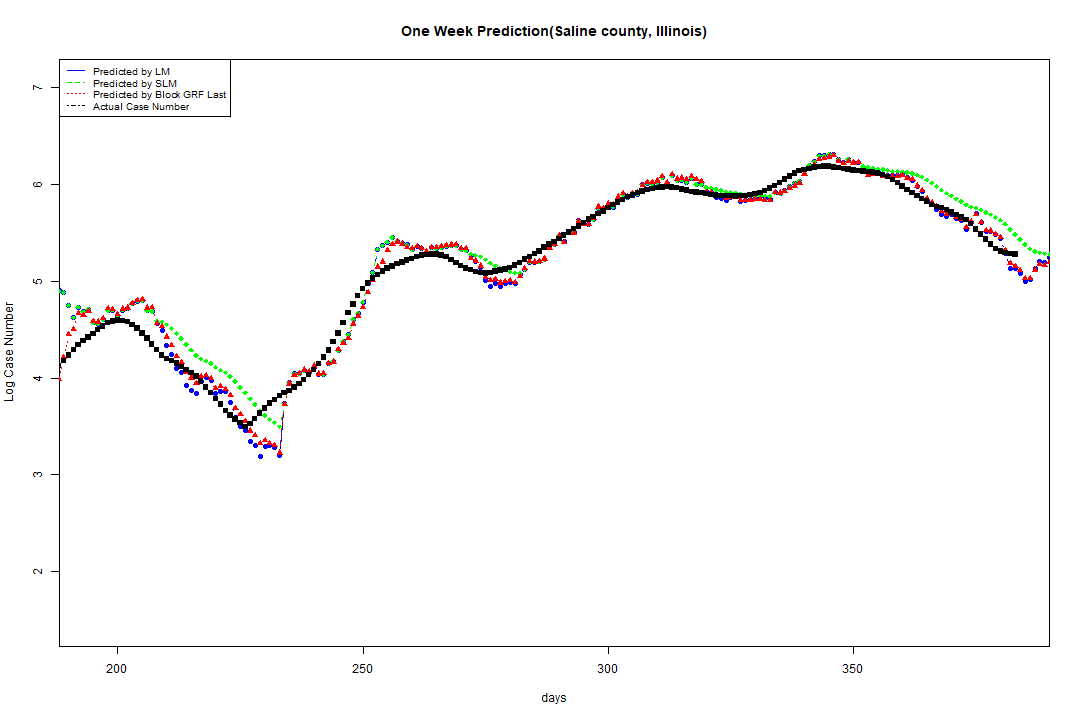 One Week Prediction(Saline county, Illinois)
Predicted by LM
Predicted by SLM
Predicted by Block GRF Last
Actual Case Number
7
6
5
4
3
2
Log Case Number
200 250 300 350
days